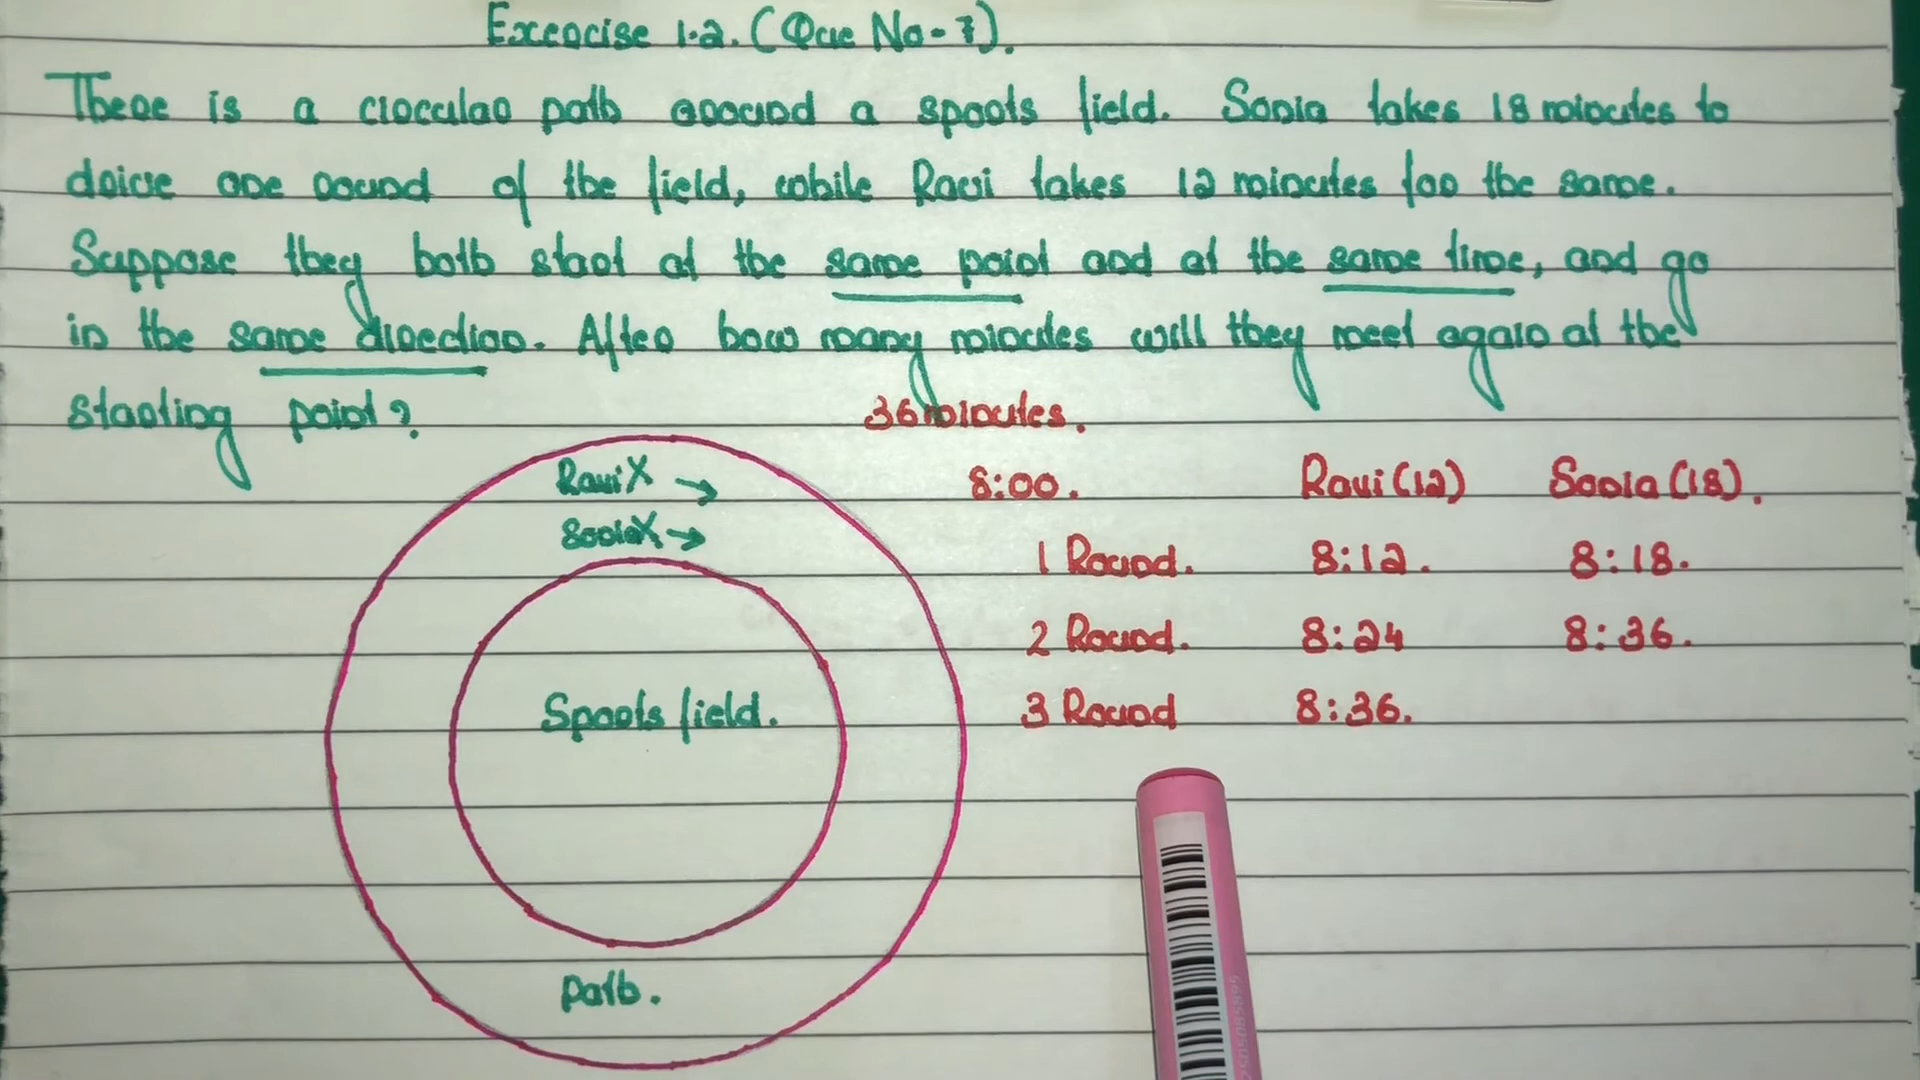 Exercise 1.2. (Que No-7).
There is a circular path around a sports field. Sonia takes 18 minutes to
drive one round of the field, while Ravi takes 12 minutes for the same.
Suppose they both start at the same point and at the same time, and go
in the same direction. After how many minutes will they meet again at the
starting point?
36 minutes.
8:00. Ravi (12) Sonia (18).
1 Round. 8:12. 8:18.
2 Round. 8:24 8:36.
3 Round 8:36.
Ravi X →
Sonia X →
Sports field.
Path.